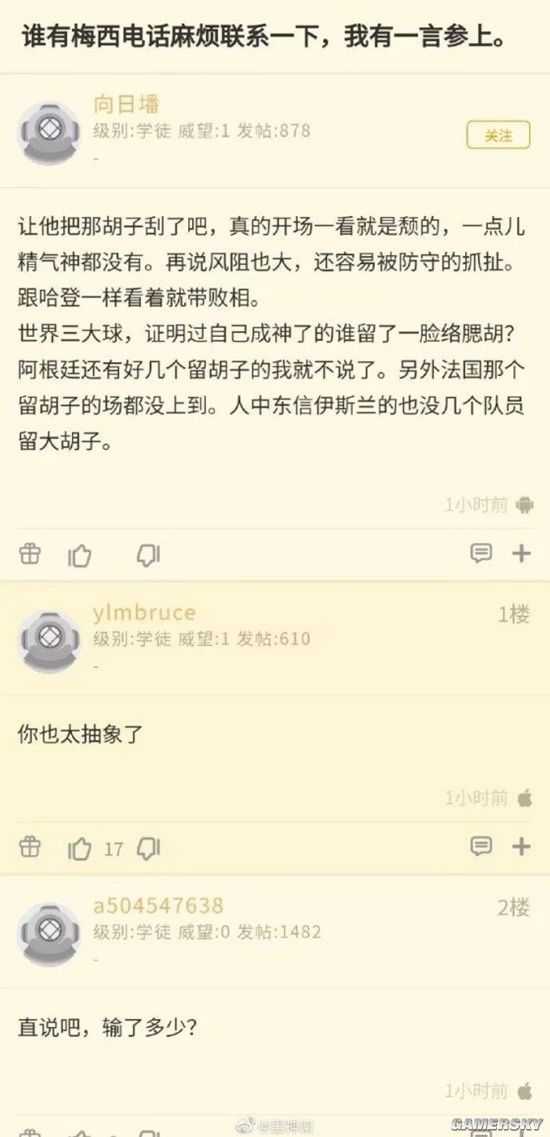 谁有梅西电话麻烦联系一下，我有一言参上。
向日墦
级别:学徒 威望:1 发帖:878
关注
-
让他把那胡子刮了吧，真的开场一看就是颓的，一点儿
精气神都没有。再说风阻也大，还容易被防守的抓扯。
跟哈登一样看着就带败相。
世界三大球，证明过自己成神了的谁留了一脸络腮胡？
阿根廷还有好几个留胡子的我就不说了。另外法国那个
留胡子的场都没上到。人中东信伊斯兰的也没几个队员
留大胡子。
1小时前
ylmbruce
1楼
级别:学徒 威望:1 发帖:610
-
你也太抽象了
1小时前
17
a504547638
2楼
级别:学徒 威望:0 发帖:1482
-
直说吧，输了多少？
1小时前
GAMERSKY